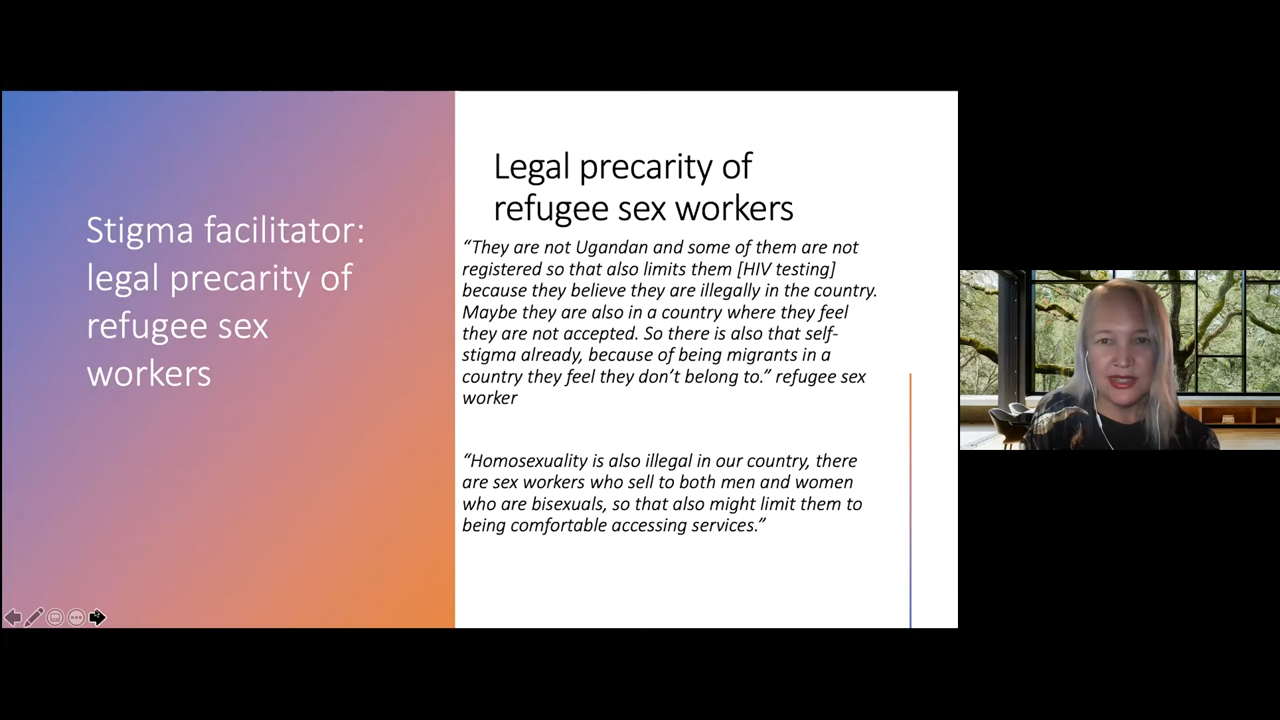 Stigma facilitator:
legal precarity of
refugee sex
workers
Legal precarity of
refugee sex workers
“They are not Ugandan and some of them are not
registered so that also limits them [HIV testing]
because they believe they are illegally in the country.
Maybe they are also in a country where they feel
they are not accepted. So there is also that self-
stigma already, because of being migrants in a
country they feel they don’t belong to.” refugee sex
worker
“Homosexuality is also illegal in our country, there
are sex workers who sell to both men and women
who are bisexuals, so that also might limit them to
being comfortable accessing services.”